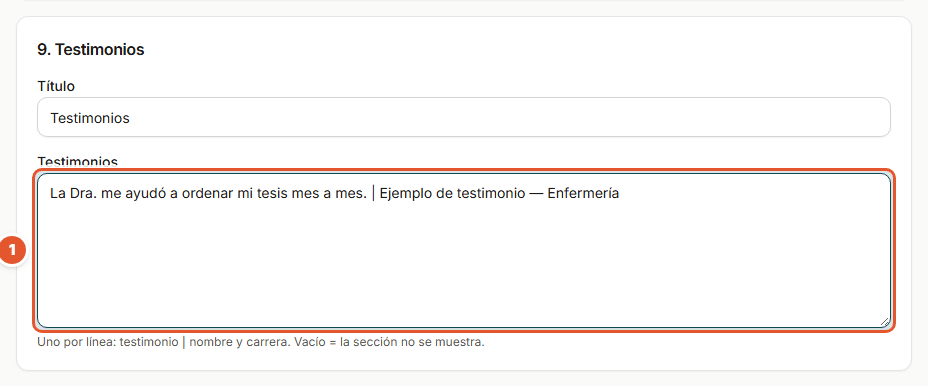 9. Testimonios
Título
Testimonios
Testimonios
La Dra. me ayudó a ordenar mi tesis mes a mes. | Ejemplo de testimonio — Enfermería
1
Uno por línea: testimonio | nombre y carrera. Vacío = la sección no se muestra.